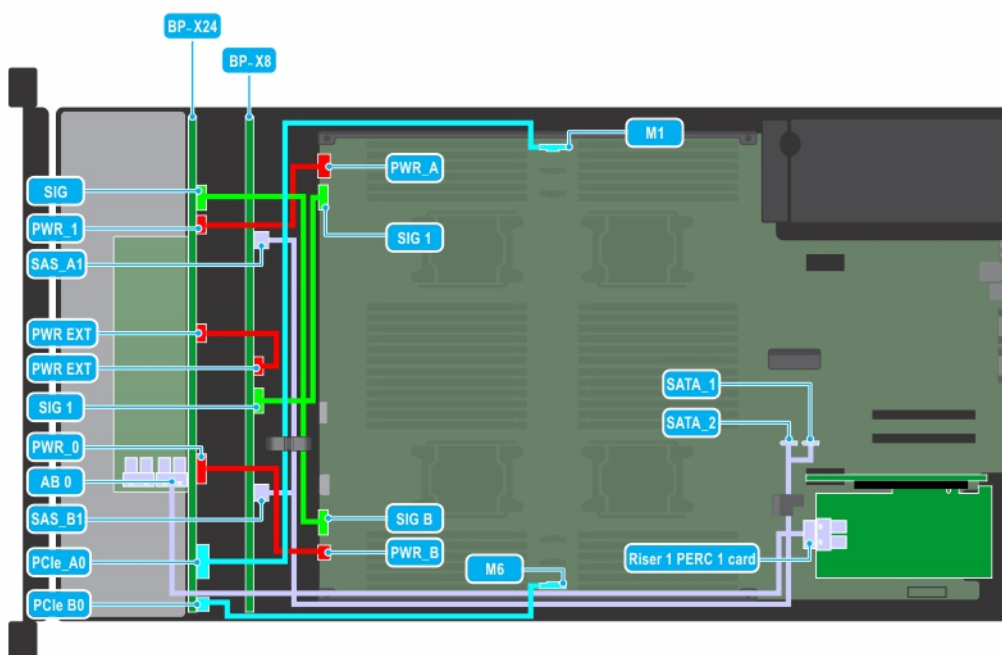 BP-X24
BP-X8
M1
PWR_A
SIG
SIG 1
PWR_1
SAS_A1
PWR EXT
PWR EXT
SATA_1
SIG 1
SATA_2
PWR_0
AB 0
SAS_B1
SIG B
PWR_B
Riser 1 PERC 1 card
PCIe_A0
M6
PCIe B0